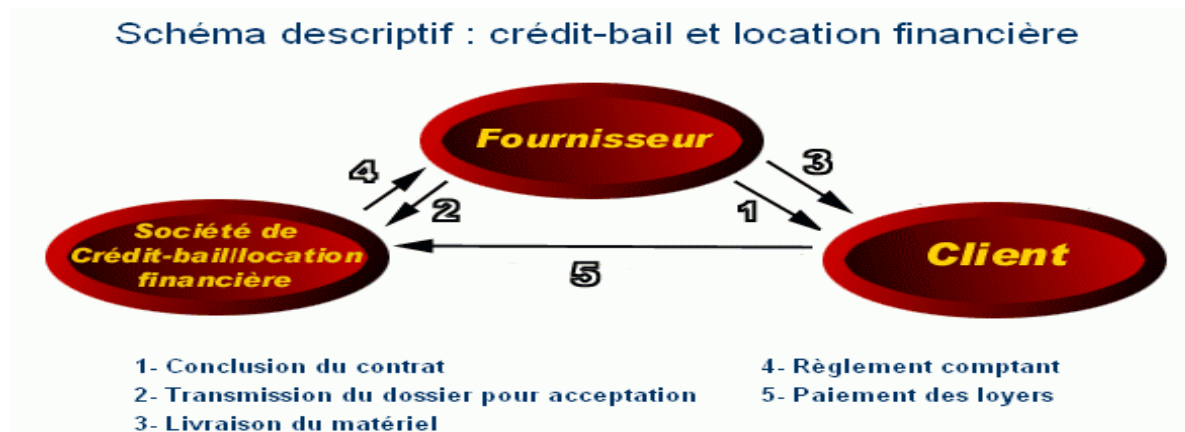 Schéma descriptif : crédit-bail et location financière
Fournisseur
4
3
2
1
Société de
Crédit-bail/location
financière
Client
5
1- Conclusion du contrat
2- Transmission du dossier pour acceptation
3- Livraison du matériel
4- Règlement comptant
5- Paiement des loyers